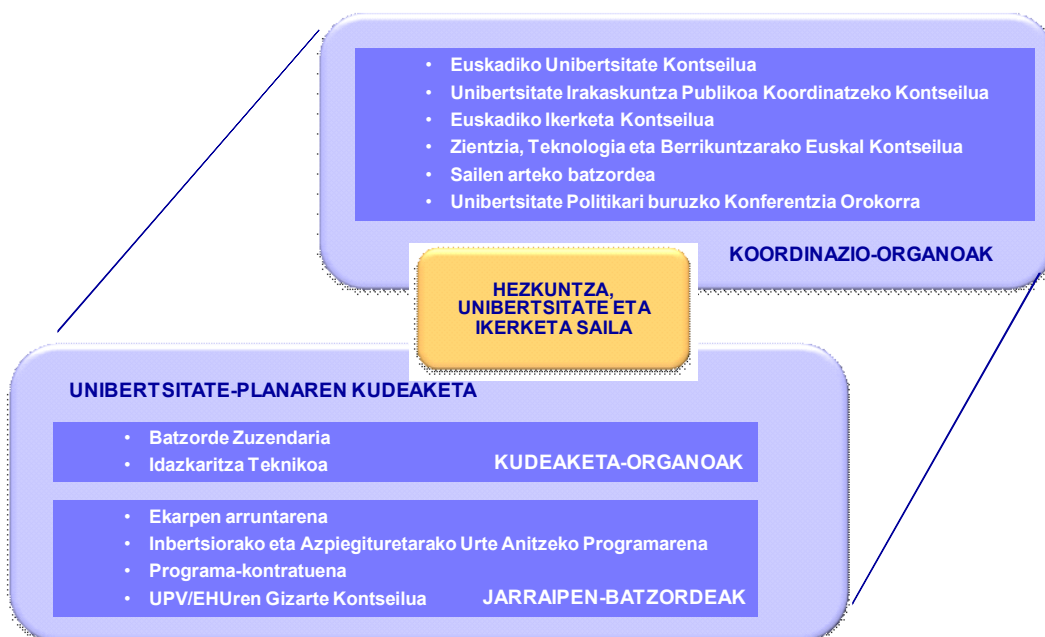 • Euskadiko Unibertsitate Kontseilua
• Unibertsitate Irakaskuntza Publikoa Koordinatzeko Kontseilua
• Euskadiko Ikerketa Kontseilua
• Zientzia, Teknologia eta Berrikuntzarako Euskal Kontseilua
• Sailen arteko batzordea
• Unibertsitate Politikari buruzko Konferentzia Orokorra
KOORDINAZIO-ORGANOAK
HEZKUNTZA,
UNIBERTSITATE ETA
IKERKETA SAILA
UNIBERTSITATE-PLANAREN KUDEAKETA
• Batzorde Zuzendaria
• Idazkaritza Teknikoa
KUDEAKETA-ORGANOAK
• Ekarpen arruntarena
• Inbertsiorako eta Azpiegituretarako Urte Anitzeko Programarena
• Programa-kontratuena
• UPV/EHUren Gizarte Kontseilua
JARRAIPEN-BATZORDEAK